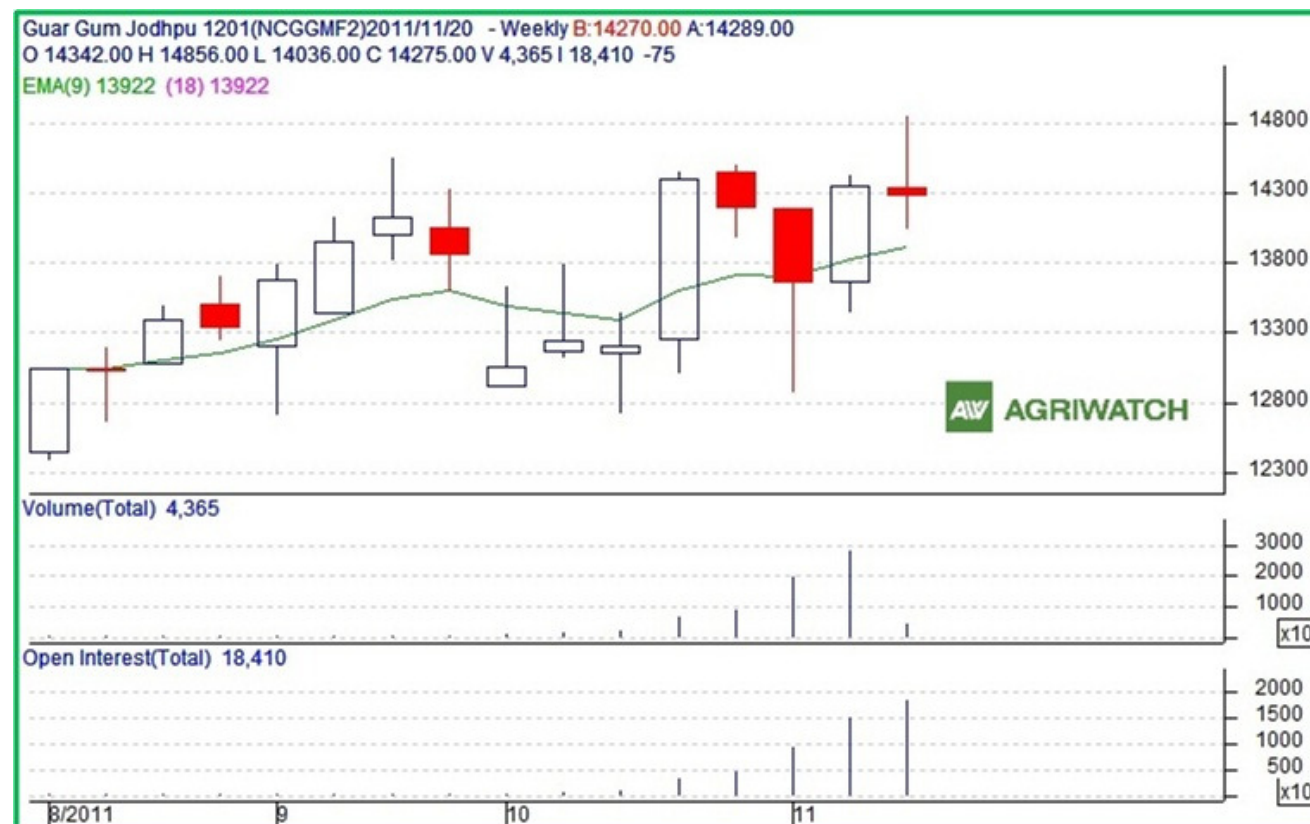 Guar Gum Jodhpu 1201(NCGGMF2)2011/11/20 - Weekly B:14270.00 A:14289.00
O 14342.00 H 14856.00 L 14036.00 C 14275.00 V 4,365 I 18,410 -75
EMA(9) 13922 (18) 13922
14800
14300
13800
13300
12800
12300
AW AGRIWATCH
Volume(Total) 4,365
3000
2000
1000
x10
Open Interest(Total) 18,410
2000
1500
1000
500
x10
8/2011 9 10 11